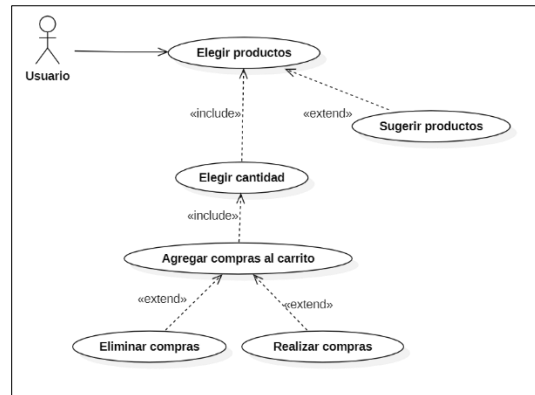 Elegir productos
Usuario
«include»
«extend»
Sugerir productos
Elegir cantidad
«include»
Agregar compras al carrito
«extend»
«extend»
Eliminar compras
Realizar compras